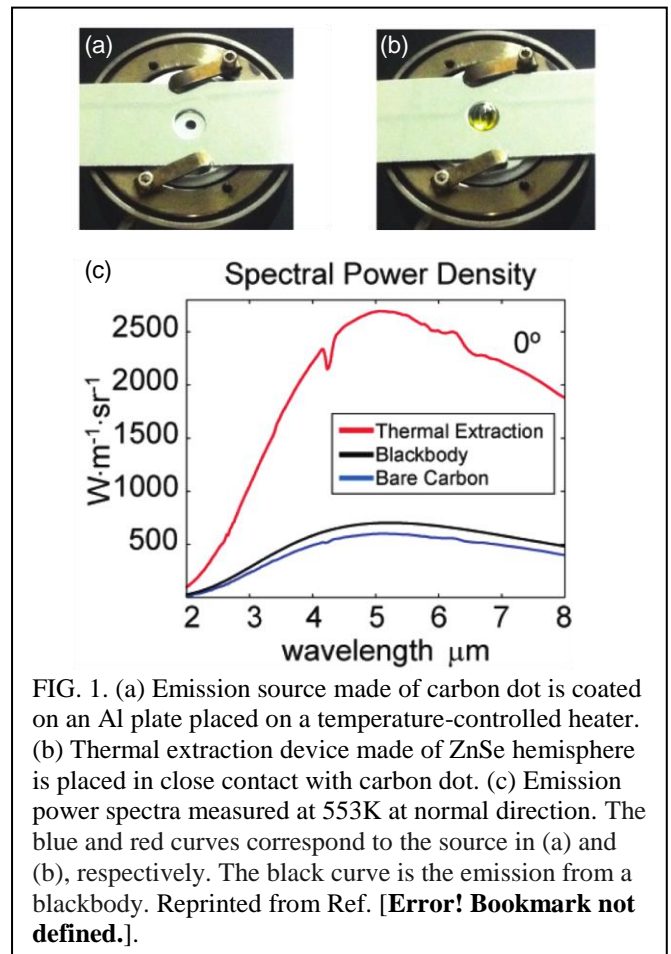 (a)
(b)
(c)
Spectral Power Density
2500
2000
1500
1000
500
W·m-1·sr-1
0º
Thermal Extraction
Blackbody
Bare Carbon
2 3 4 5 6 7 8
wavelength μm
FIG. 1. (a) Emission source made of carbon dot is coated
on an Al plate placed on a temperature-controlled heater.
(b) Thermal extraction device made of ZnSe hemisphere
is placed in close contact with carbon dot. (c) Emission
power spectra measured at 553K at normal direction. The
blue and red curves correspond to the source in (a) and
(b), respectively. The black curve is the emission from a
blackbody. Reprinted from Ref. [Error! Bookmark not
defined.].